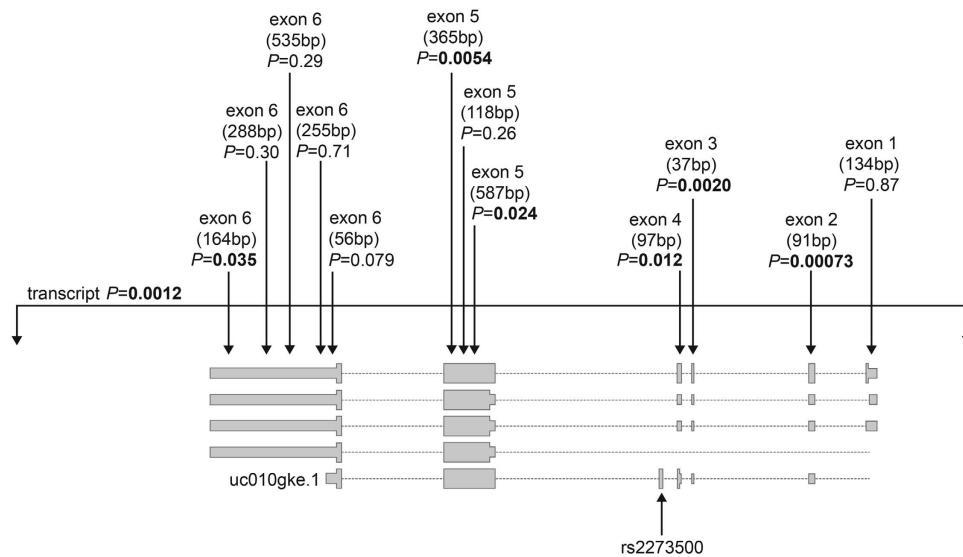 exon 6
(535bp)
P=0.29
exon 5
(365bp)
P=0.0054
exon 6
(288bp)
P=0.30
exon 6
(255bp)
P=0.71
exon 5
(118bp)
P=0.26
exon 3
(37bp)
P=0.0020
exon 1
(134bp)
P=0.87
exon 5
(587bp)
P=0.024
exon 6
(164bp)
P=0.035
exon 6
(56bp)
P=0.079
exon 4
(97bp)
P=0.012
exon 2
(91bp)
P=0.00073
transcript P=0.0012
uc010gke.1
rs2273500